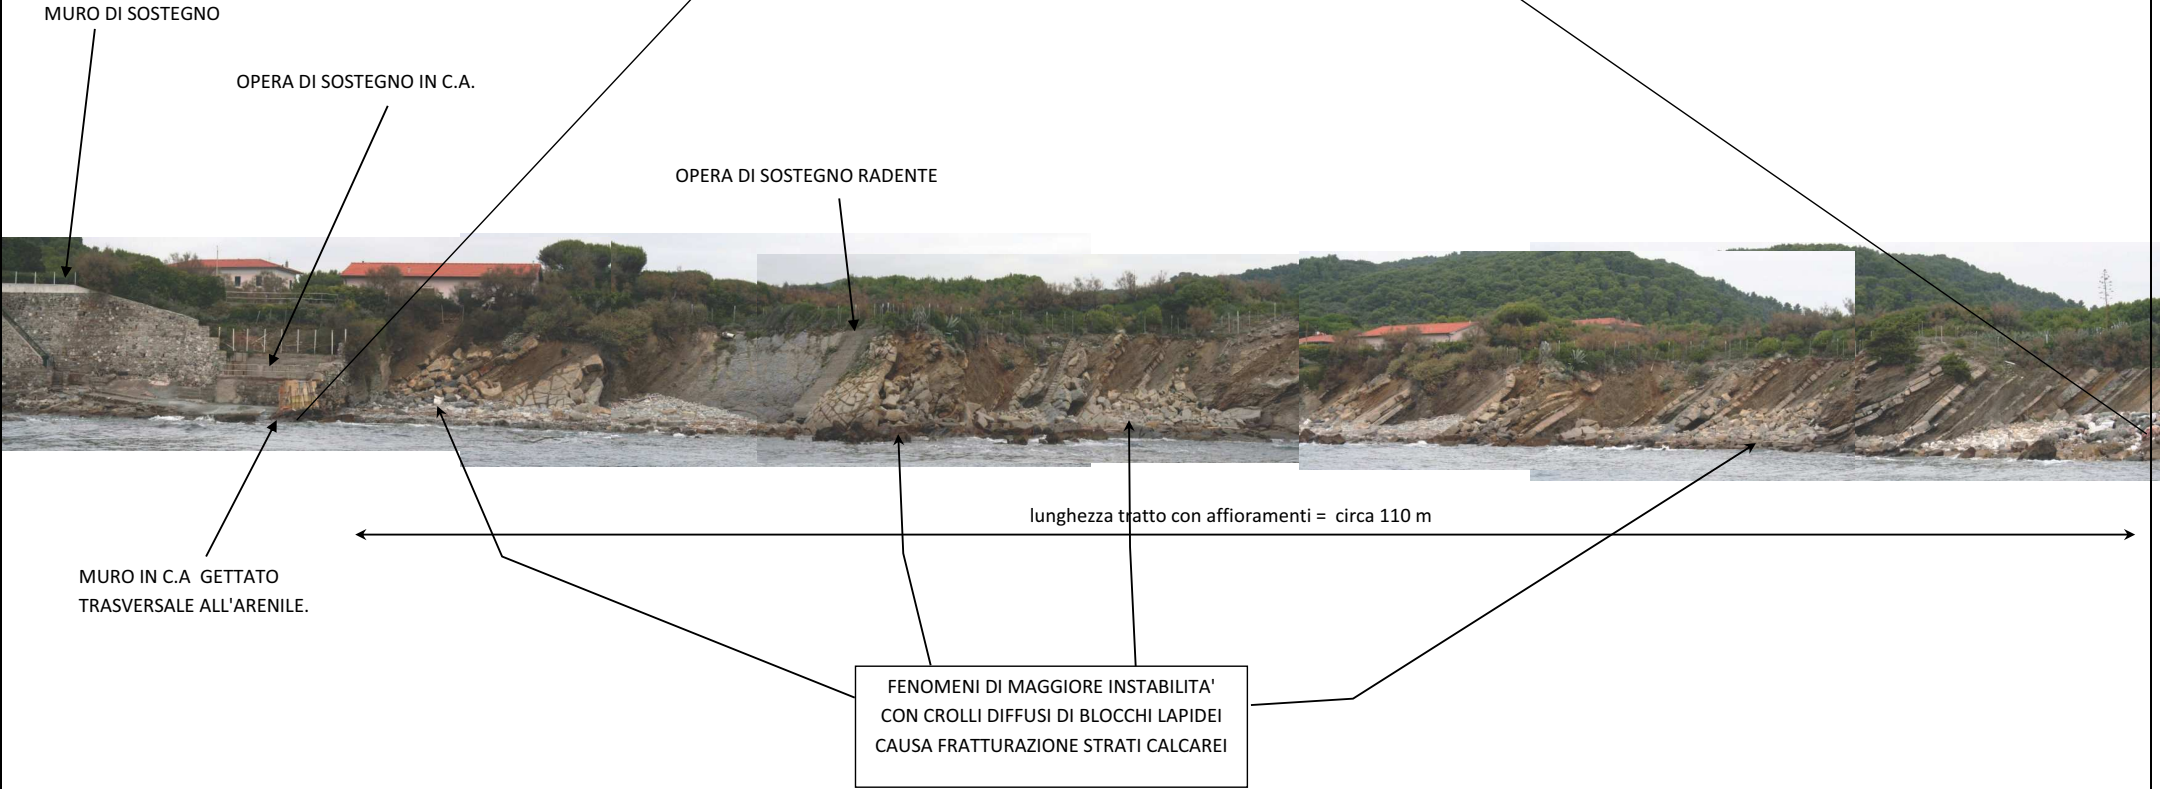 MURO DI SOSTEGNO
OPERA DI SOSTEGNO IN C.A.
OPERA DI SOSTEGNO RADENTE
lunghezza tratto con affioramenti = circa 110 m
MURO IN C.A GETTATO
TRASVERSALE ALL'ARENILE.
FENOMENI DI MAGGIORE INSTABILITA'
CON CROLLI DIFFUSI DI BLOCCHI LAPIDEI
CAUSA FRATTURAZIONE STRATI CALCAREI